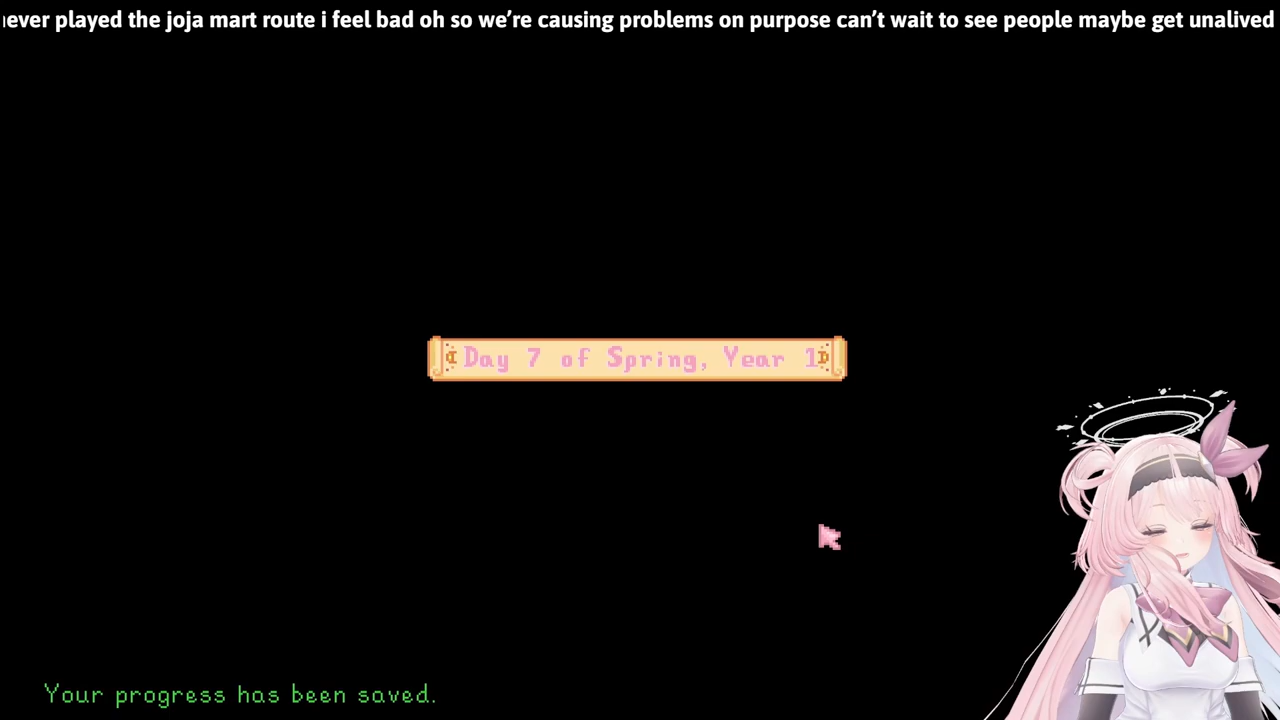 never played the joja mart route i feel bad oh so we’re causing problems on purpose can’t wait to see people maybe get unalived
Day 7 of Spring, Year 1
Your progress has been saved.